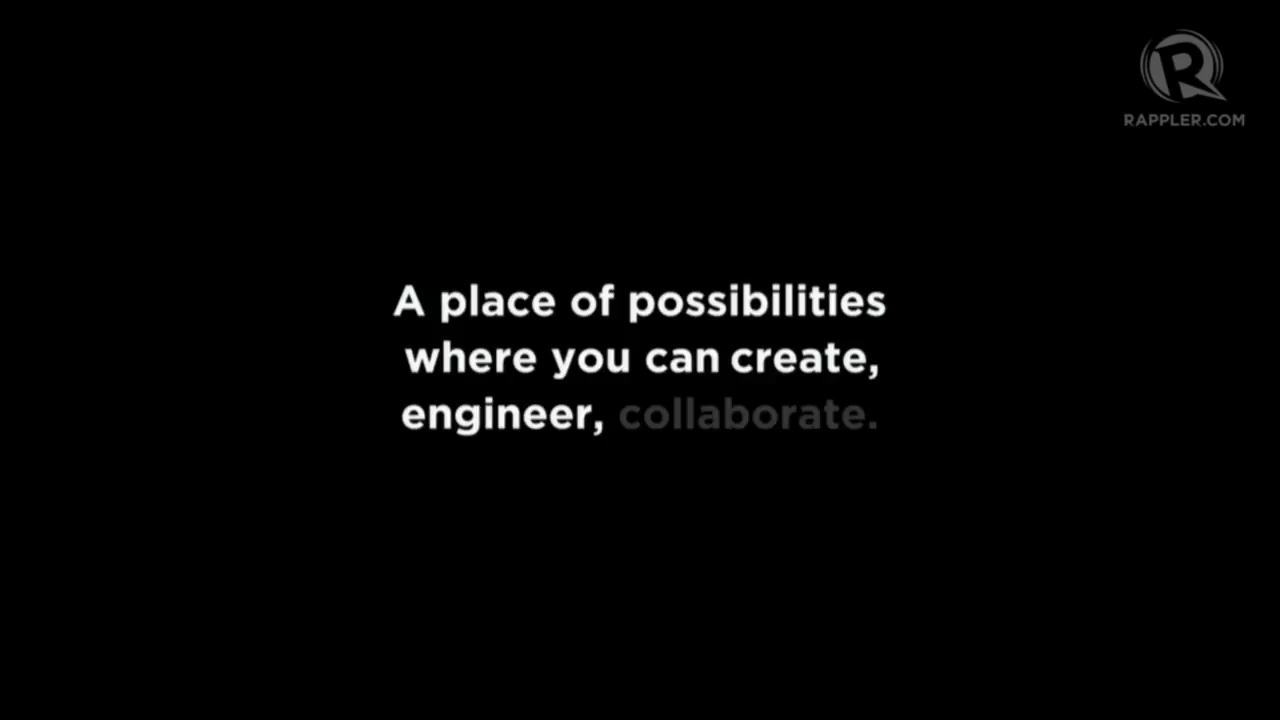 R
RAPPLER.COM
A place of possibilities
where you can create,
engineer, collaborate.